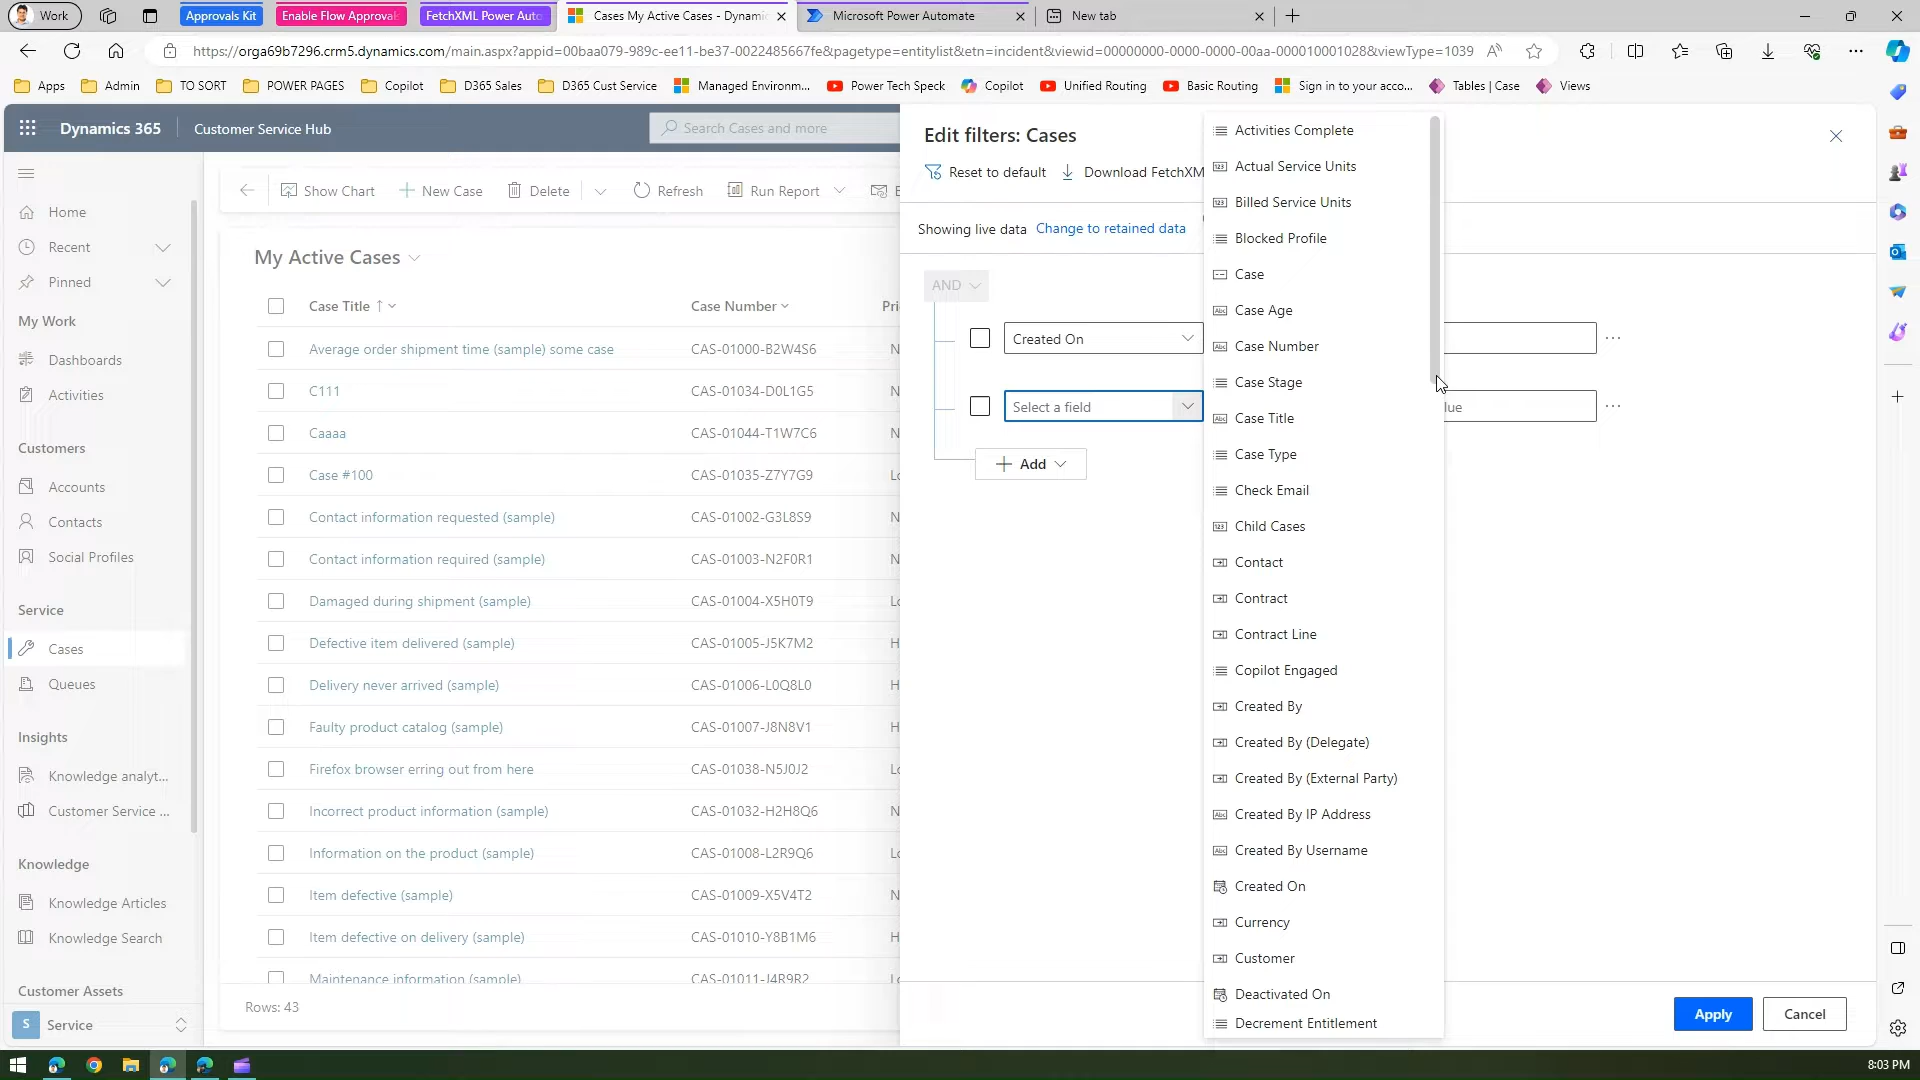 Work
Approvals Kit
Enable Flow Approval
FetchXML Power Auto
Cases My Active Cases - Dynamic
Microsoft Power Automate
New tab
https://orga69b7296.crm5.dynamics.com/main.aspx?appid=00baa079-989c-ee11-be37-0022485667fe&pagetype=entitylist&etn=incident&viewid=00000000-0000-0000-00aa-000010001028&viewType=1039
Apps
Admin
TO SORT
POWER PAGES
Copilot
D365 Sales
D365 Cust Service
Managed Environm...
Power Tech Speck
Copilot
Unified Routing
Basic Routing
Sign in to your acco...
Tables | Case
Views
Dynamics 365
Customer Service Hub
Search Cases and more
Home
Recent
Pinned
My Work
Dashboards
Activities
Customers
Accounts
Contacts
Social Profiles
Service
Cases
Queues
Insights
Knowledge analyt...
Customer Service ...
Knowledge
Knowledge Articles
Knowledge Search
Customer Assets
S
Service
Show Chart
New Case
Delete
Refresh
Run Report
E
My Active Cases
Case Title
Case Number
Pri
Average order shipment time (sample) some case
CAS-01000-B2W4S6
N
C111
CAS-01034-D0L1G5
N
Caaaa
CAS-01044-T1W7C6
N
Case #100
CAS-01035-Z7Y7G9
Lo
Contact information requested (sample)
CAS-01002-G3L8S9
N
Contact information required (sample)
CAS-01003-N2F0R1
N
Damaged during shipment (sample)
CAS-01004-X5H0T9
Lo
Defective item delivered (sample)
CAS-01005-J5K7M2
H
Delivery never arrived (sample)
CAS-01006-L0Q8L0
H
Faulty product catalog (sample)
CAS-01007-J8N8V1
H
Firefox browser erring out from here
CAS-01038-N5J0J2
Lo
Incorrect product information (sample)
CAS-01032-H2H8Q6
N
Information on the product (sample)
CAS-01008-L2R9Q6
Lo
Item defective (sample)
CAS-01009-X5V4T2
N
Item defective on delivery (sample)
CAS-01010-Y8B1M6
H
Maintenance information (sample)
CAS-01011-J4R9R2
Lo
Rows: 43
Edit filters: Cases
Reset to default
Download FetchXM
Showing live data
Change to retained data
AND
Created On
Select a field
lue
Add
Activities Complete
Actual Service Units
Billed Service Units
Blocked Profile
Case
Case Age
Case Number
Case Stage
Case Title
Case Type
Check Email
Child Cases
Contact
Contract
Contract Line
Copilot Engaged
Created By
Created By (Delegate)
Created By (External Party)
Created By IP Address
Created By Username
Created On
Currency
Customer
Deactivated On
Decrement Entitlement
Apply
Cancel
8:03 PM